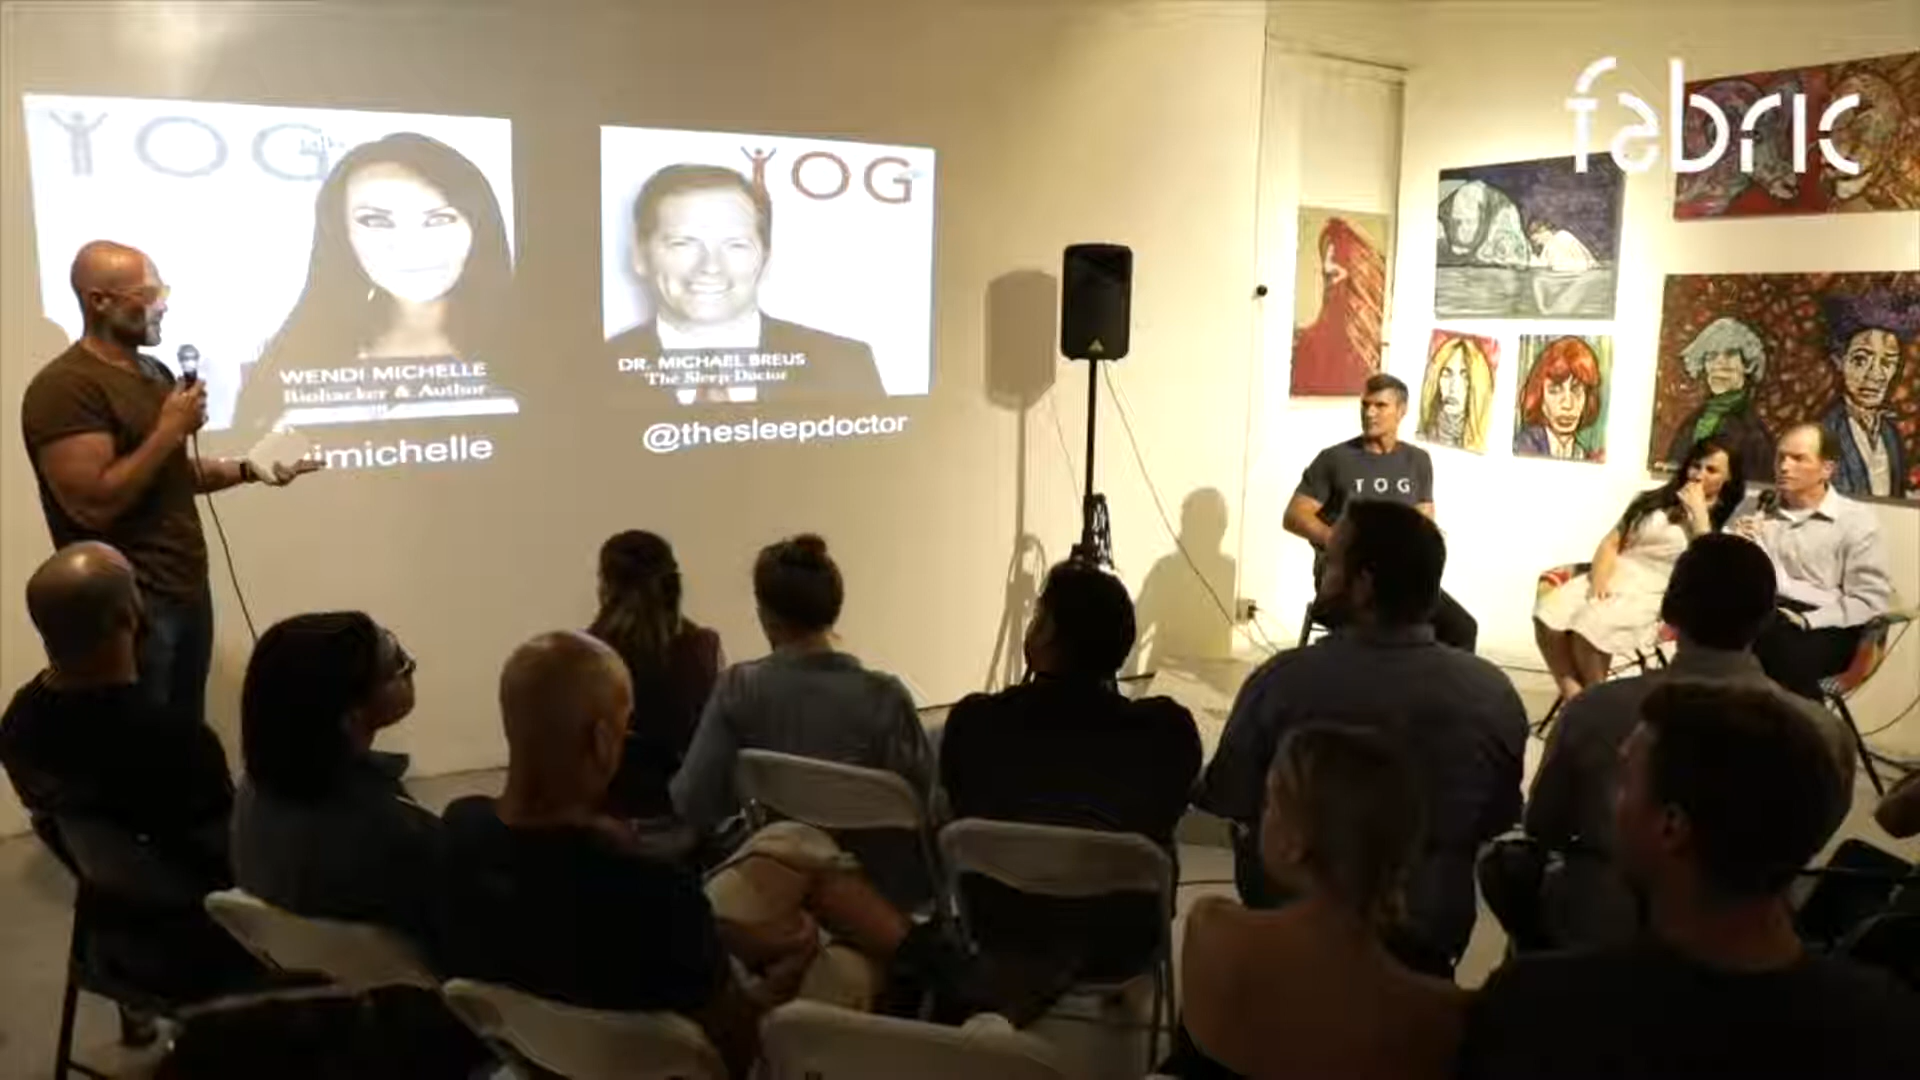 fabric
YOG
YOG
WENDI MICHELLE
Biohacker & Author
DR. MICHAEL BREUS
The Sleep Doctor
michelle
@thesleepdoctor
YOG